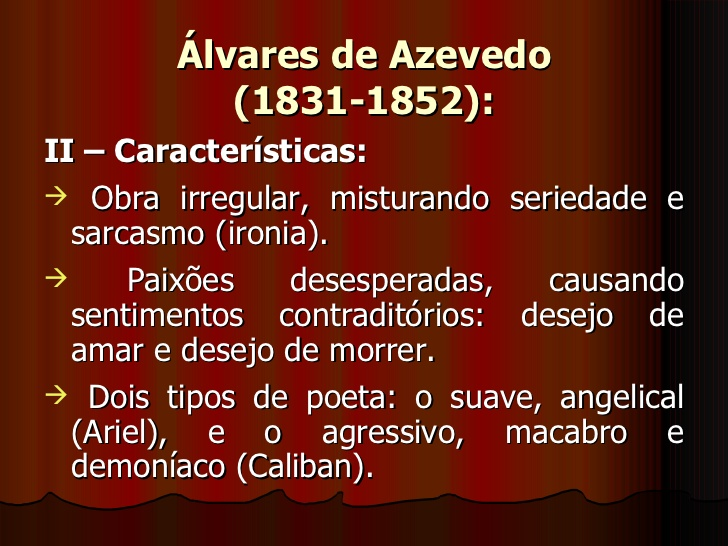 Álvares de Azevedo
(1831-1852):
II – Características:
→ Obra irregular, misturando seriedade e
sarcasmo (ironia).
→ Paixões desesperadas, causando
sentimentos contraditórios: desejo de
amar e desejo de morrer.
→ Dois tipos de poeta: o suave, angelical
(Ariel), e o agressivo, macabro e
demoníaco (Caliban).